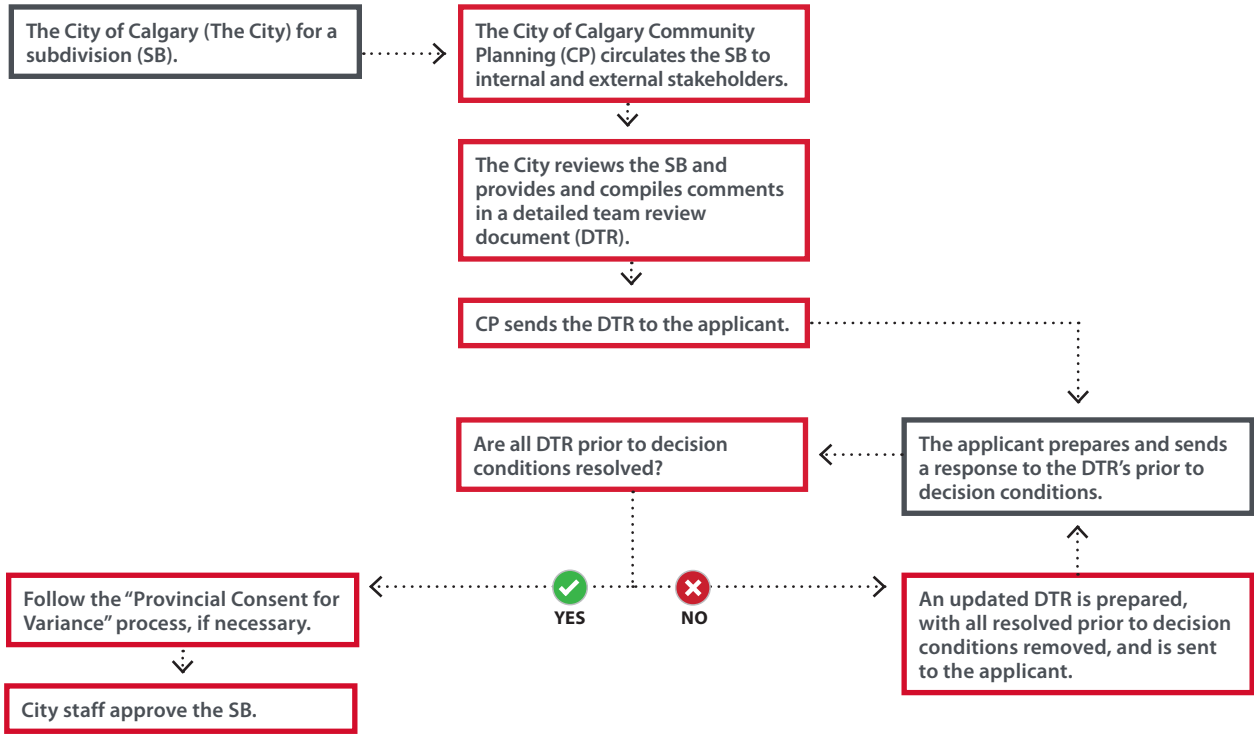 The City of Calgary (The City) for a
subdivision (SB).
The City of Calgary Community
Planning (CP) circulates the SB to
internal and external stakeholders.
The City reviews the SB and
provides and compiles comments
in a detailed team review
document (DTR).
CP sends the DTR to the applicant.
Are all DTR prior to decision
conditions resolved?
The applicant prepares and sends
a response to the DTR's prior to
decision conditions.
Follow the “Provincial Consent for
Variance” process, if necessary.
YES
NO
An updated DTR is prepared,
with all resolved prior to decision
conditions removed, and is sent
to the applicant.
City staff approve the SB.